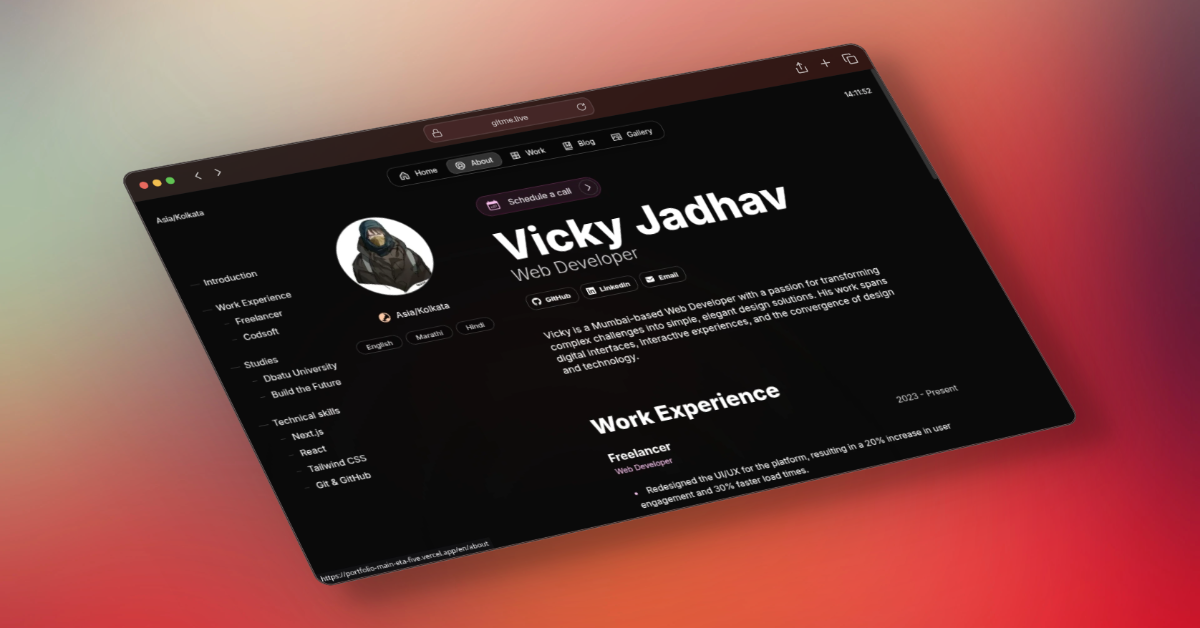 gitme.live
14:11:52
Home
About
Work
Blog
Gallery
Asia/Kolkata
Schedule a call
Vicky Jadhav
Web Developer
GitHub
LinkedIn
Email
Asia/Kolkata
English
Marathi
Hindi
Introduction
Work Experience
Freelancer
Codsoft
Studies
Dbatu University
Build the Future
Technical skills
Next.js
React
Tailwind CSS
Git & GitHub
Vicky is a Mumbai-based Web Developer with a passion for transforming
complex challenges into simple, elegant design solutions. His work spans
digital interfaces, interactive experiences, and the convergence of design
and technology.
Work Experience
Freelancer
2023 - Present
Web Developer
Redesigned the UI/UX for the platform, resulting in a 20% increase in user
engagement and 30% faster load times.
https://portfolio-main-eta-five.vercel.app/en/about